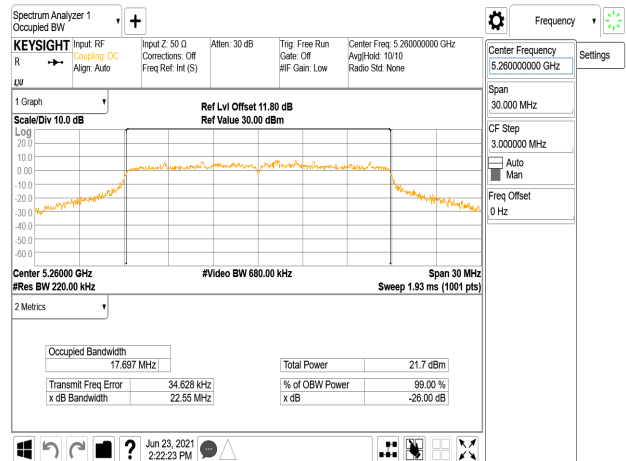 Spectrum Analyzer 1
Occupied BW
Frequency
KEYSIGHT
R
LXI
Input: RF
Coupling: DC
Align: Auto
Input Z: 50 Ω
Corrections: Off
Freq Ref: Int (S)
Atten: 30 dB
Trig: Free Run
Gate: Off
#IF Gain: Low
Center Freq: 5.260000000 GHz
Avg|Hold: 10/10
Radio Std: None
Center Frequency
5.260000000 GHz
Settings
Span
30.000 MHz
CF Step
3.000000 MHz
Auto
Man
Freq Offset
0 Hz
1 Graph
Scale/Div 10.0 dB
Ref Lvl Offset 11.80 dB
Ref Value 30.00 dBm
Log
20.0
10.0
0.00
-10.0
-20.0
-30.0
-40.0
-50.0
-60.0
Center 5.26000 GHz
#Res BW 220.00 kHz
#Video BW 680.00 kHz
Span 30 MHz
Sweep 1.93 ms (1001 pts)
2 Metrics
Occupied Bandwidth
17.697 MHz
Total Power 21.7 dBm
Transmit Freq Error 34.628 kHz
% of OBW Power 99.00 %
x dB Bandwidth 22.55 MHz
x dB -26.00 dB
?
Jun 23, 2021
2:22:23 PM